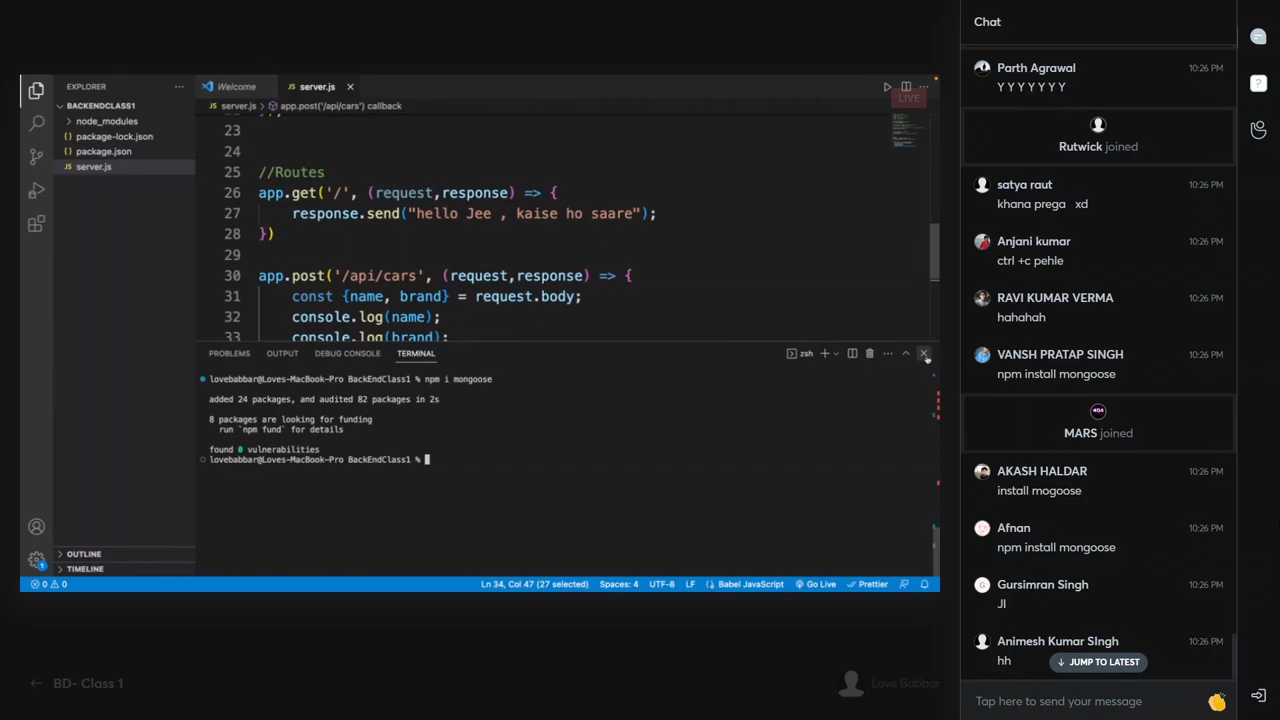 EXPLORER
BACKENDCLASS1
node_modules
package-lock.json
package.json
JS server.js
OUTLINE
TIMELINE
Welcome
JS server.js
JS server.js > app.post('/api/cars') callback
LIVE
23
24
25 //Routes
26 app.get('/', (request,response) => {
27 response.send("hello Jee , kaise ho saare");
28 })
29
30 app.post('/api/cars', (request,response) => {
31 const {name, brand} = request.body;
32 console.log(name);
33 console.log(brand);
PROBLEMS OUTPUT DEBUG CONSOLE TERMINAL
zsh
lovebabbar@Loves-MacBook-Pro BackEndClass1 % npm i mongoose
added 24 packages, and audited 82 packages in 2s
8 packages are looking for funding
run `npm fund` for details
found 0 vulnerabilities
lovebabbar@Loves-MacBook-Pro BackEndClass1 %
1
0 0 Ln 34, Col 47 (27 selected) Spaces: 4 UTF-8 LF Babel JavaScript Go Live Prettier
BD- Class 1
Love Babbar
Chat
Parth Agrawal 10:26 PM
Y Y Y Y Y Y Y
Rutwick joined
satya raut 10:26 PM
khana prega xd
Anjani kumar 10:26 PM
ctrl +c pehle
RAVI KUMAR VERMA 10:26 PM
hahahah
VANSH PRATAP SINGH 10:26 PM
npm install mongoose
MARS joined
AKASH HALDAR 10:26 PM
install mogoose
Afnan 10:26 PM
npm install mongoose
G Gursimran Singh 10:26 PM
JI
Animesh Kumar SIngh 10:26 PM
hh
JUMP TO LATEST
Tap here to send your message